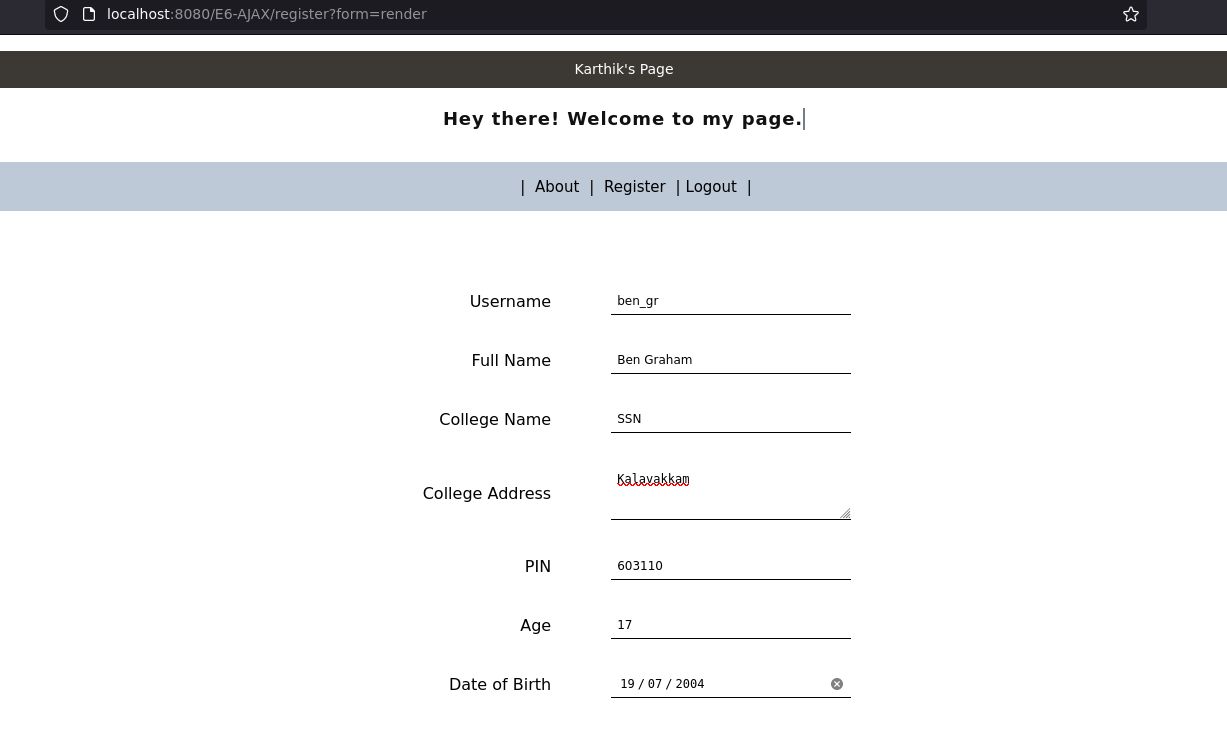 localhost:8080/E6-AJAX/register?form=render
Karthik's Page
Hey there! Welcome to my page.
| About | Register | Logout |
Username ben_gr
Full Name Ben Graham
College Name SSN
College Address Kalavakkam
PIN 603110
Age 17
Date of Birth 19 / 07 / 2004